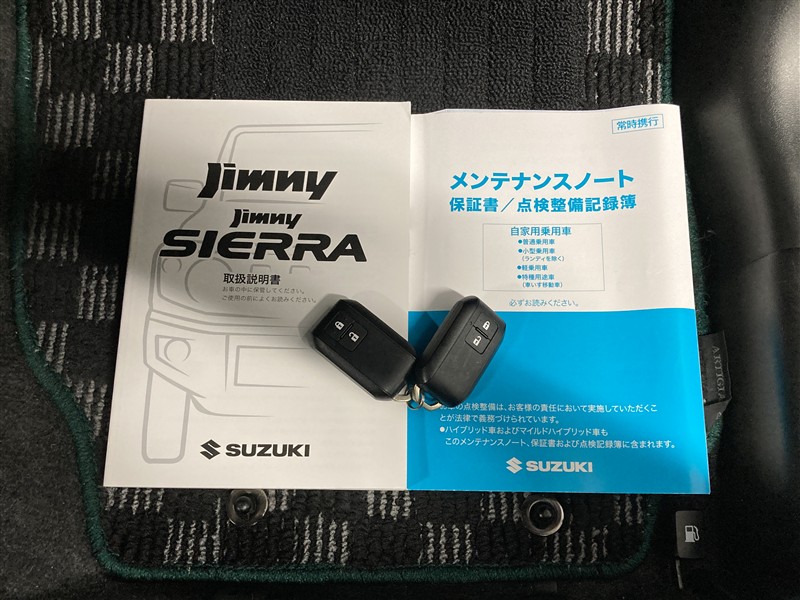 Jimny
Jimny
SIERRA
取扱説明書
お車の中に保管してください。
ご使用の前によくお読みください。
SUZUKI
常時携行
メンテナンスノート
保証書／点検整備記録簿
自家用乗用車
●普通乗用車
●小型乗用車
（ランディを除く）
●軽乗用車
●特種用途車
（車いす移動車）
必ずお読みください。
の点検整備は、お客様の責任において実施していただくこ
とが法律で義務づけられています。
●ハイブリッド車およびマイルドハイブリッド車も
このメンテナンスノート、保証書および点検記録簿に含まれます。
SUZUKI